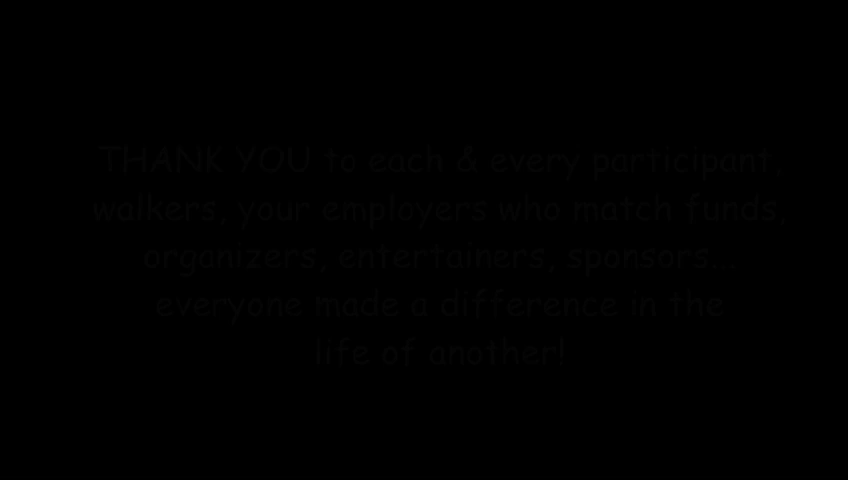 THANK YOU to each & every participant,
walkers, your employers who match funds,
organizers, entertainers, sponsors...
everyone made a difference in the
life of another!